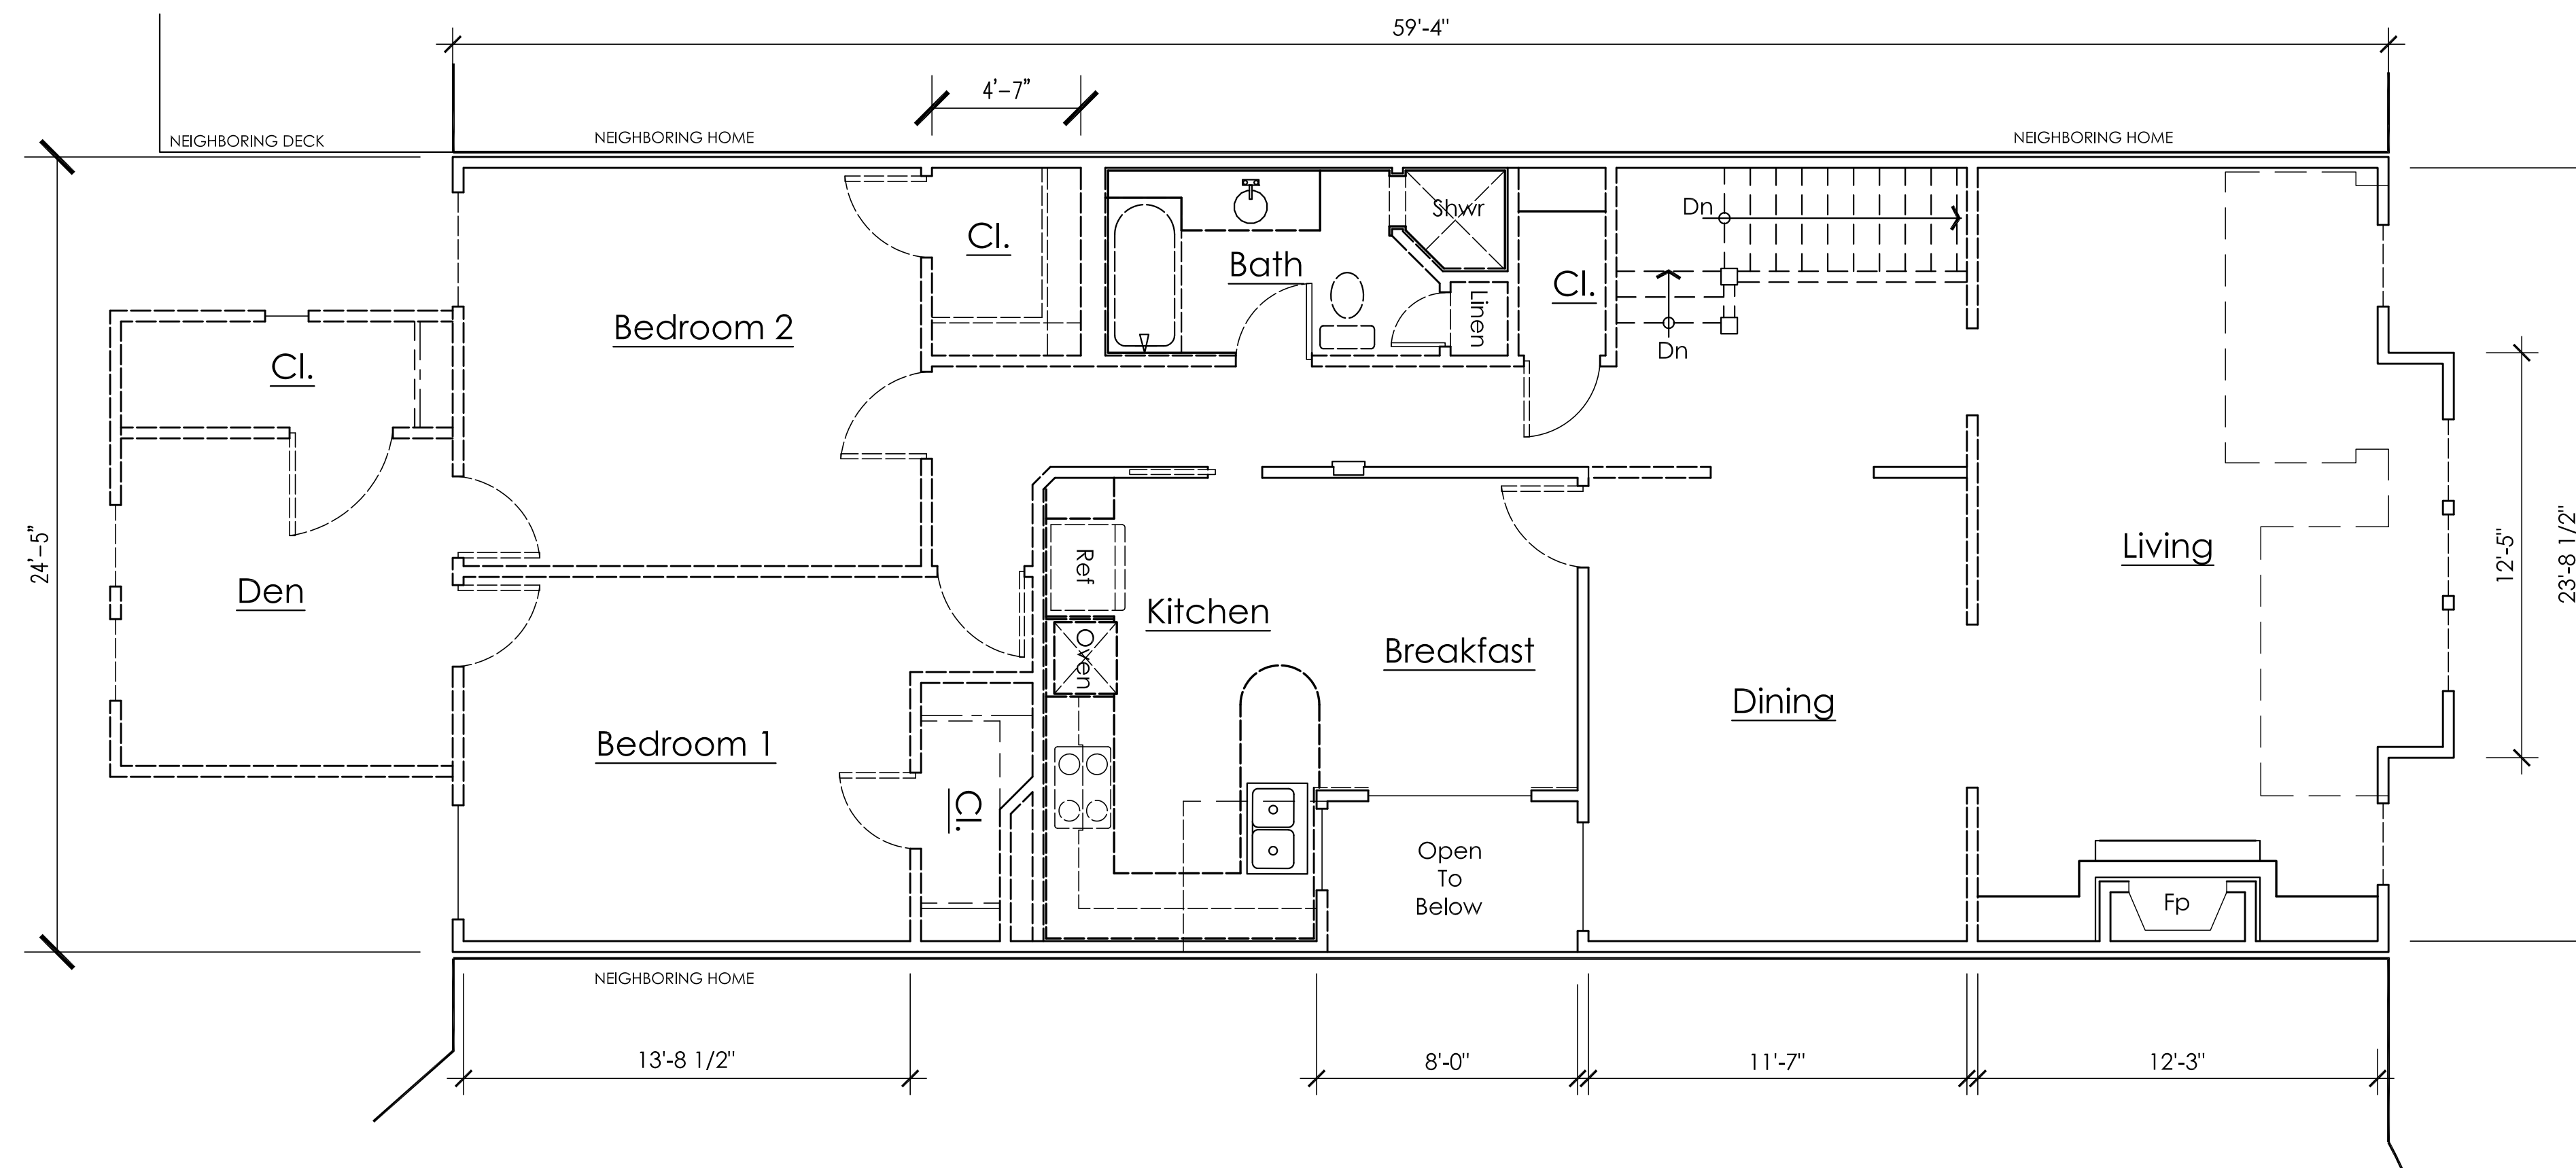 59'-4"
4'–7”
NEIGHBORING DECK
NEIGHBORING HOME
NEIGHBORING HOME
Cl.
Bath
Shwr
Linen
Cl.
Dn
Dn
Bedroom 2
Cl.
Den
24'–5”
Ref
Oven
Kitchen
Breakfast
Living
Dining
12'-5"
23'-8 1/2"
Bedroom 1
Cl.
Open
To
Below
Fp
NEIGHBORING HOME
13'-8 1/2"
8'-0"
11'-7"
12'-3"